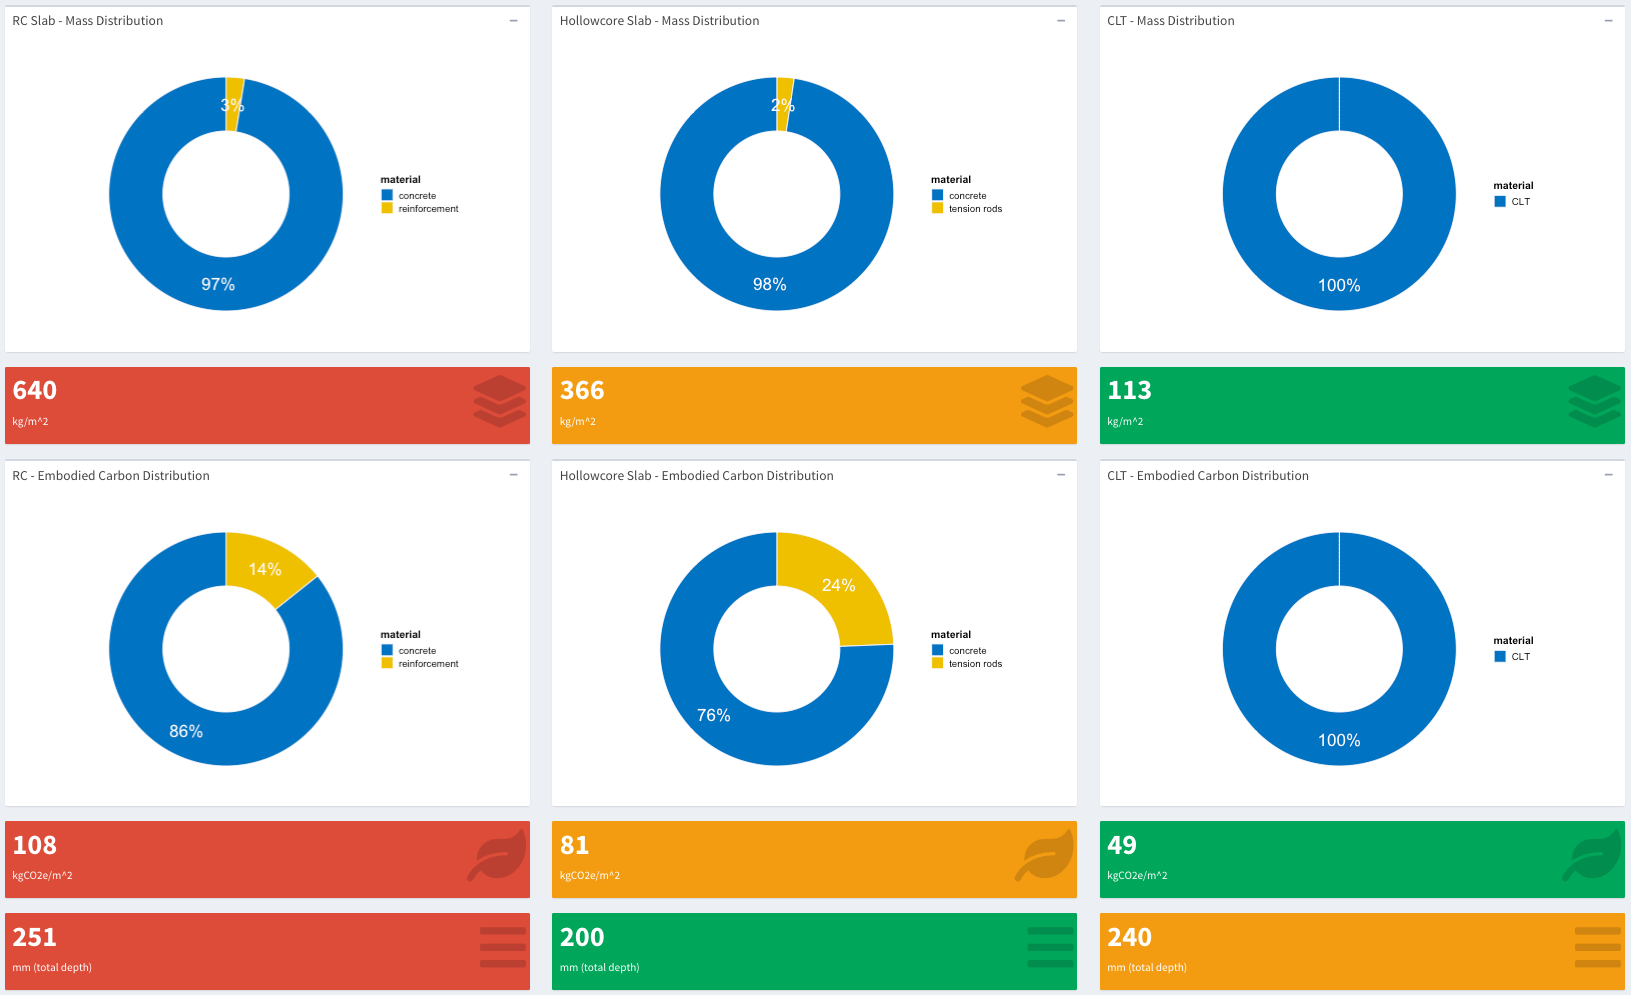 RC Slab - Mass Distribution
3%
97%
material
concrete
reinforcement
Hollowcore Slab - Mass Distribution
2%
98%
material
concrete
tension rods
CLT - Mass Distribution
100%
material
CLT
640
kg/m^2
366
kg/m^2
113
kg/m^2
RC - Embodied Carbon Distribution
14%
86%
material
concrete
reinforcement
Hollowcore Slab - Embodied Carbon Distribution
24%
76%
material
concrete
tension rods
CLT - Embodied Carbon Distribution
100%
material
CLT
108
kgCO2e/m^2
81
kgCO2e/m^2
49
kgCO2e/m^2
251
mm (total depth)
200
mm (total depth)
240
mm (total depth)